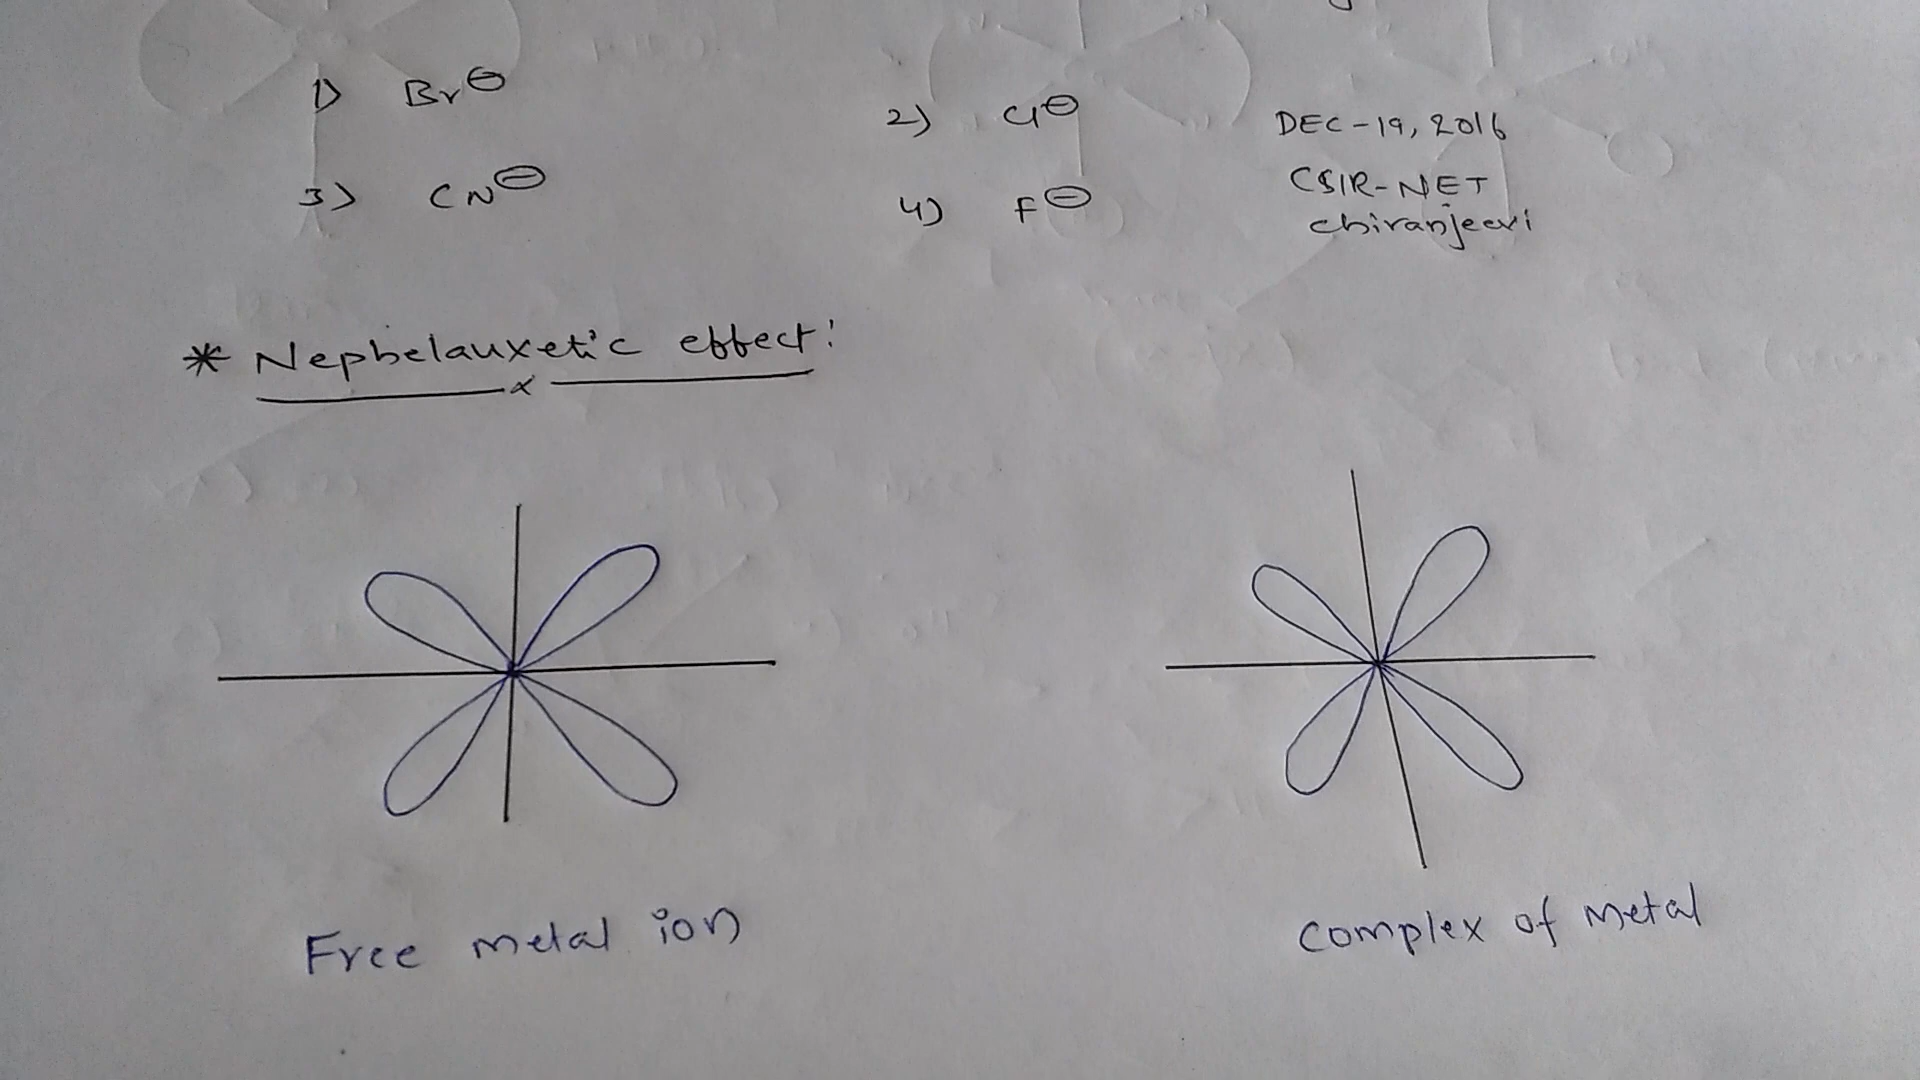 1) Br⊖
2) Cl⊖
3) CN⊖
4) F⊖
DEC-19, 2016
CSIR-NET
chiranjeevi
* Nephelauxetic effect:
Free metal ion
Complex of metal